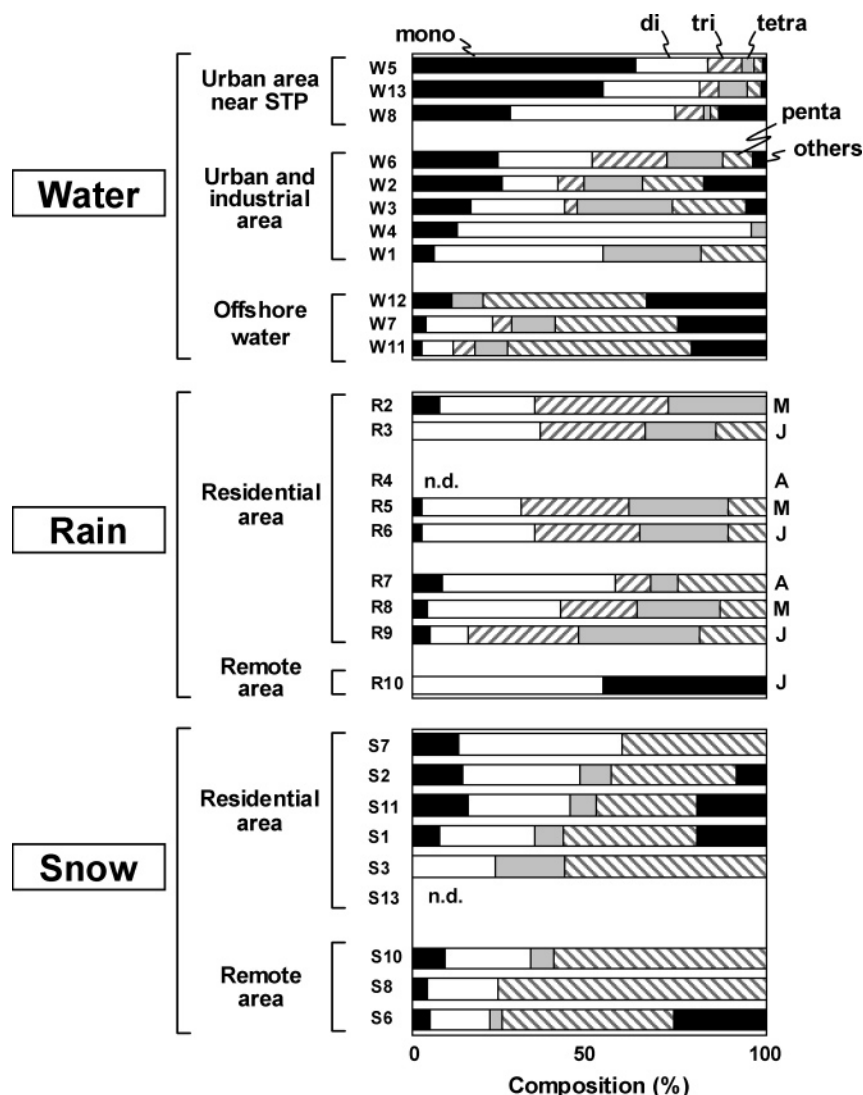 mono di tri tetra
penta
others
Water
Urban area
near STP
W5
W13
W8
Urban and
industrial
area
W6
W2
W3
W4
W1
Offshore
water
W12
W7
W11
Rain
Residential
area
R2 M
R3 J
R4 n.d. A
R5 M
R6 J
R7 A
R8 M
R9 J
Remote
area
R10 J
Snow
Residential
area
S7
S2
S11
S1
S3
S13 n.d.
Remote
area
S10
S8
S6
0 50 100
Composition (%)